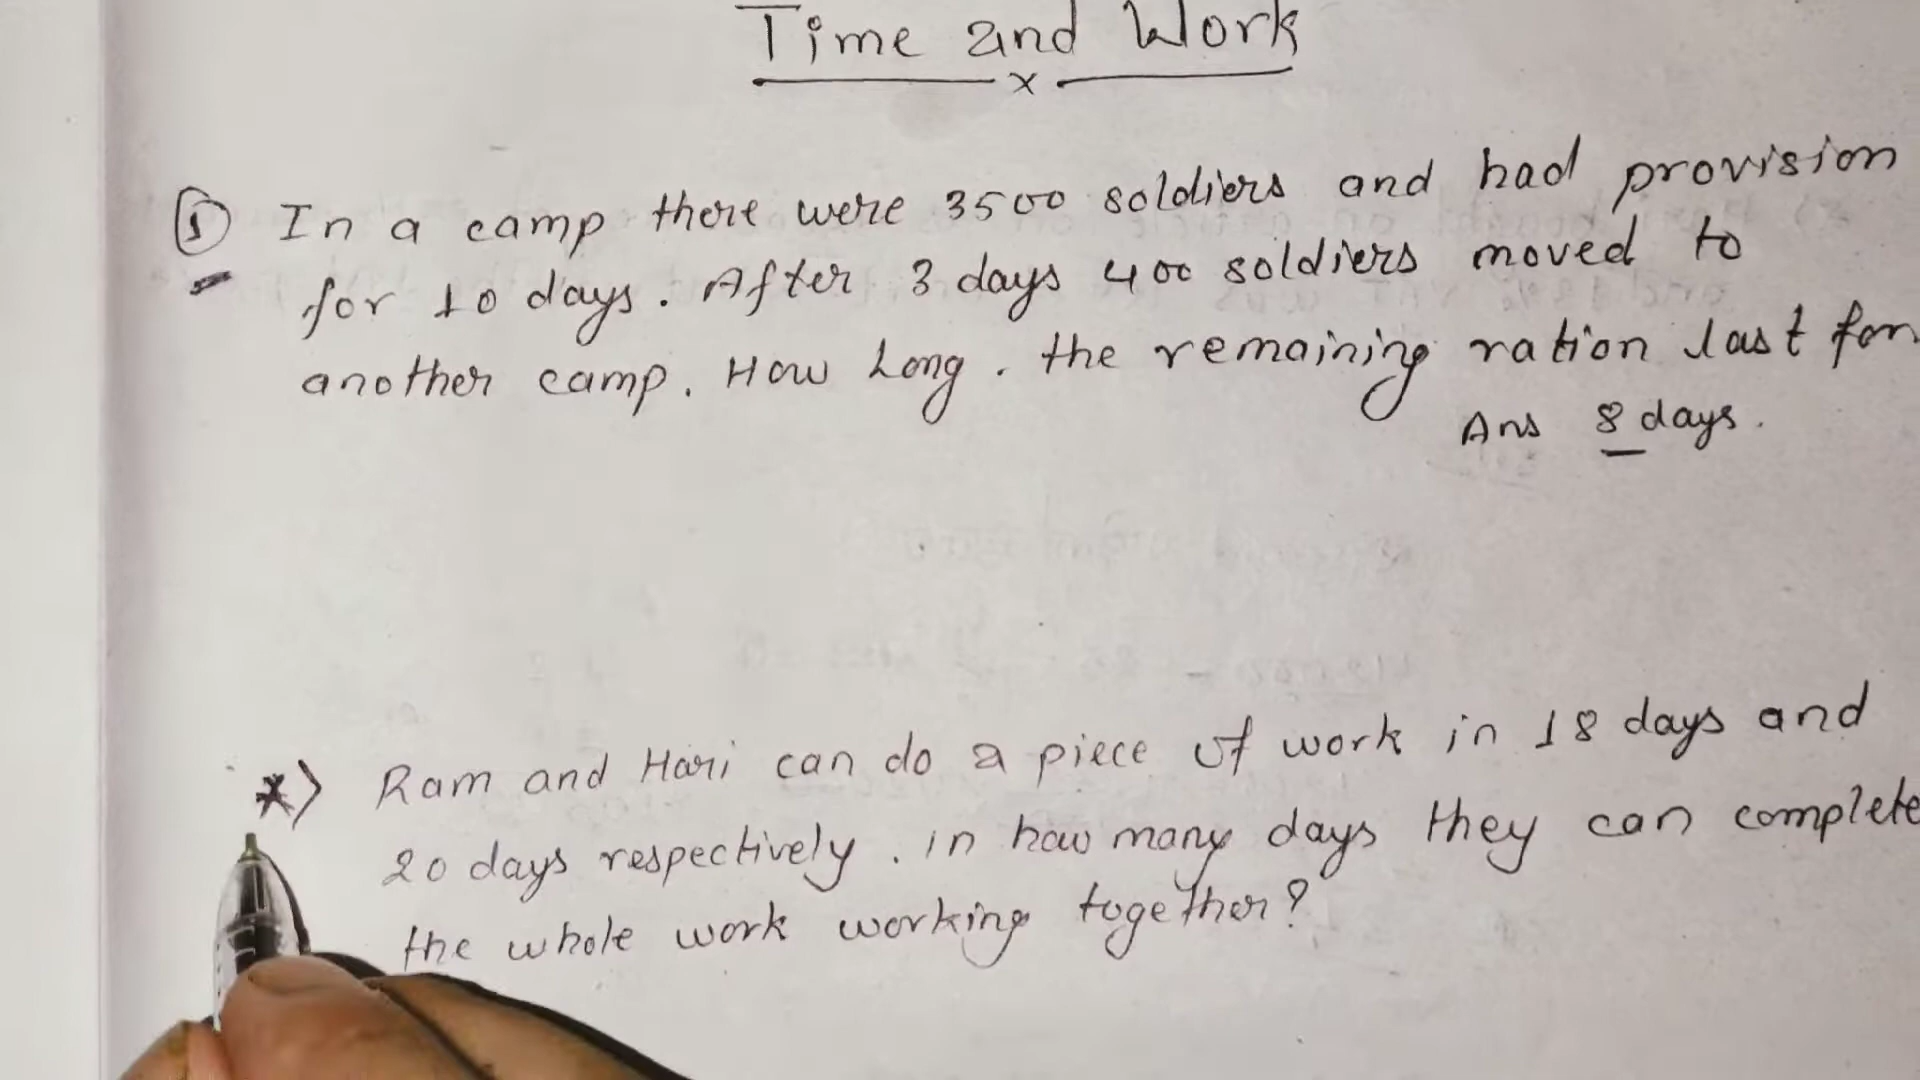 Time and Work
x
1 In a camp there were 3500 soldiers and had provision
for 10 days. After 3 days 400 soldiers moved to
another camp. How Long. the remaining ration last for
Ans 8 days.
*> Ram and Hari can do a piece of work in 18 days and
20 days respectively. in how many days they can complete
the whole work working together?